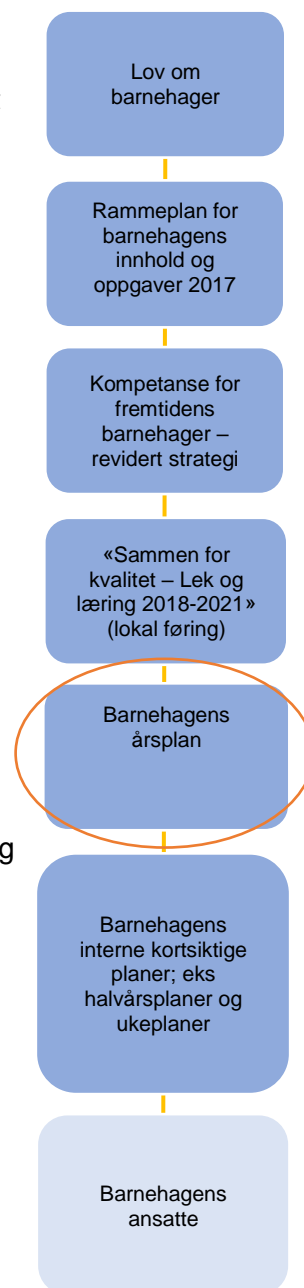 Lov om
barnehager
Rammeplan for
barnehagens
innhold og
oppgaver 2017
Kompetanse for
fremtidens
barnehager –
revidert strategi
«Sammen for
kvalitet – Lek og
læring 2018-2021»
(lokal føring)
Barnehagens
årsplan
g
Barnehagens
interne kortsiktige
planer; eks
halvårsplaner og
ukeplaner
Barnehagens
ansatte